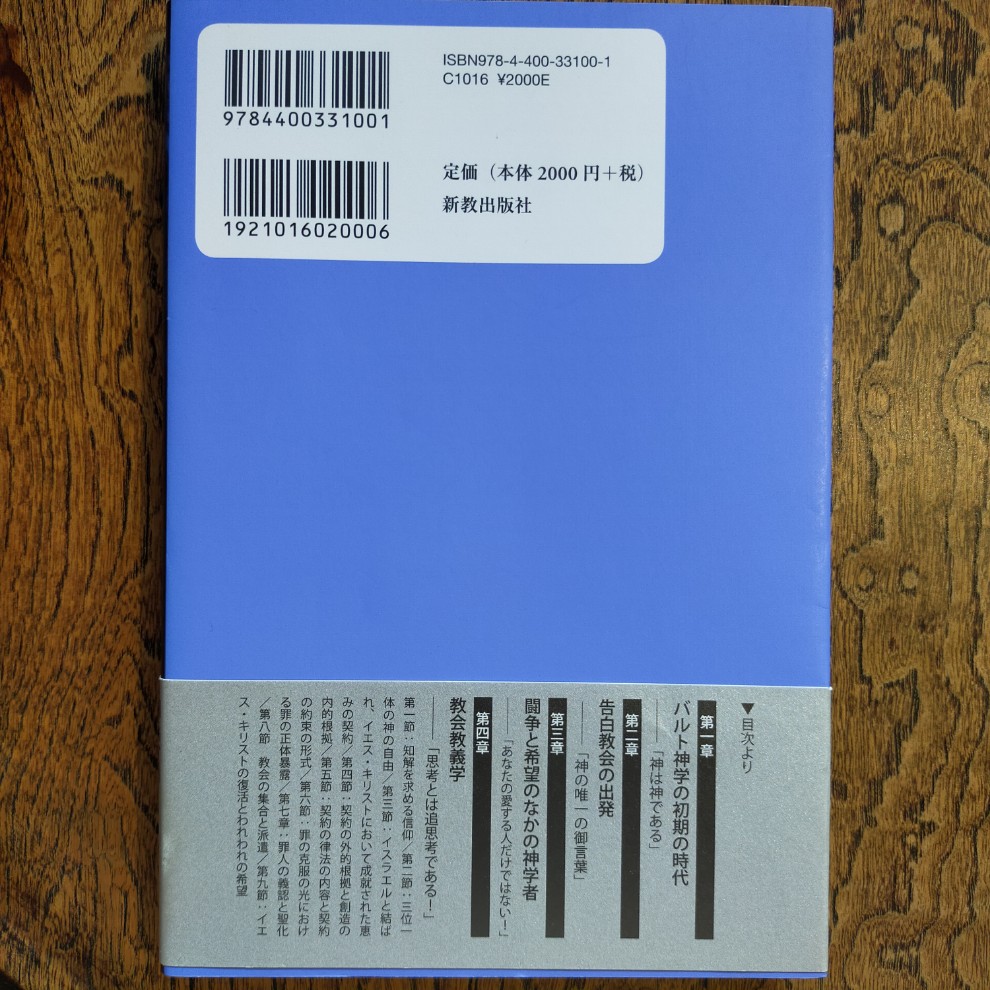 ISBN978-4-400-33100-1
C1016 ¥2000E
9784400331001
定価（本体2000円＋税）
新教出版社
1921016020006
▼目次より
第一章
バルト神学の初期の時代
――「神は神である」
第二章
告白教会の出発
――「神の唯一の御言葉」
第三章
闘争と希望のなかの神学者
――「あなたの愛する人だけではない！」
第四章
教会教義学
――「思考とは追思考である！」
第一節：知解を求める信仰／第二節：三位一
体の神の自由／第三節：イスラエルと結ば
れ、イエス・キリストにおいて成就された恵
みの契約／第四節：契約の外的根拠と創造の
内的根拠／第五節：契約の律法の内容と契約
の約束の形式／第六節：罪の克服の光におけ
る罪の正体暴露／第七章：罪人の義認と聖化
／第八節 教会の集合と派遣／第九節：イエ
ス・キリストの復活とわれわれの希望